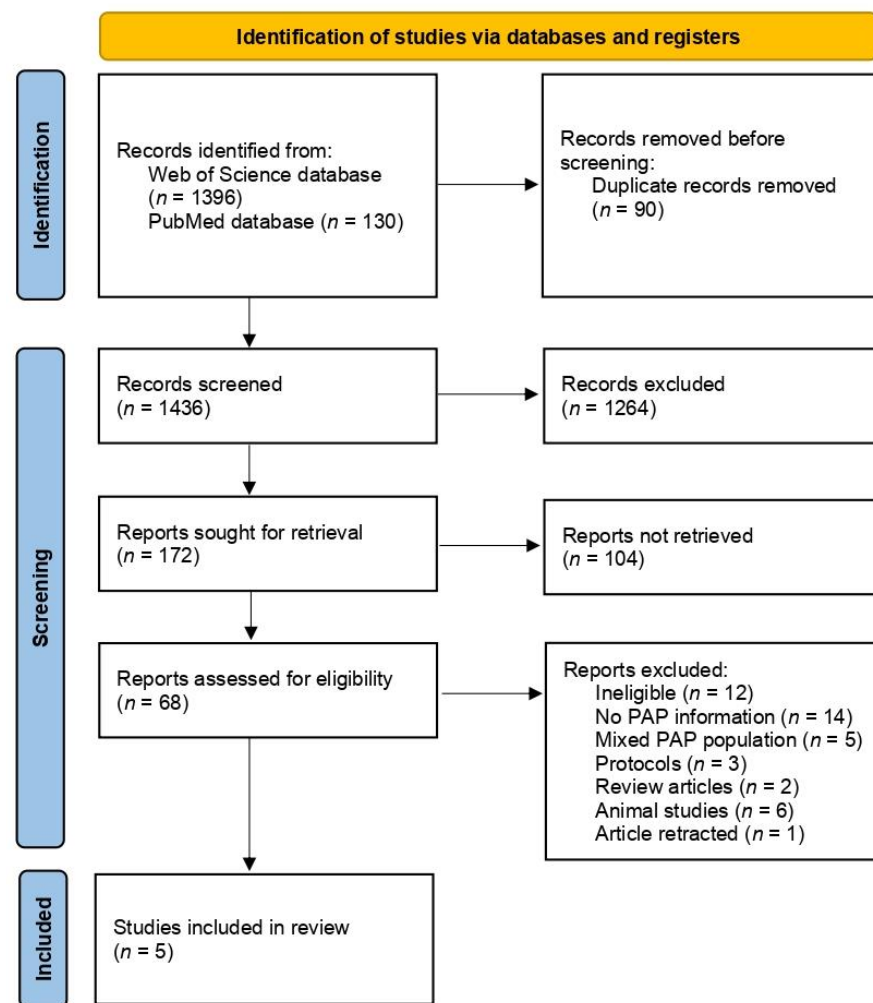 Identification of studies via databases and registers
Identification
Records identified from:
Web of Science database
(n = 1396)
PubMed database (n = 130)
Records removed before
screening:
Duplicate records removed
(n = 90)
Screening
Records screened
(n = 1436)
Records excluded
(n = 1264)
Reports sought for retrieval
(n = 172)
Reports not retrieved
(n = 104)
Reports assessed for eligibility
(n = 68)
Reports excluded:
Ineligible (n = 12)
No PAP information (n = 14)
Mixed PAP population (n = 5)
Protocols (n = 3)
Review articles (n = 2)
Animal studies (n = 6)
Article retracted (n = 1)
Included
Studies included in review
(n = 5)